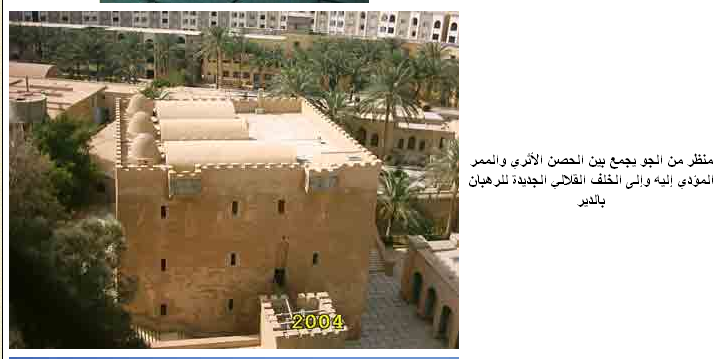 منظر من الجو يجمع بين الحصن الأثري والممر
المؤدي إليه وإلى الخلف القلالي الجديدة للرهبان
بالدير
2004